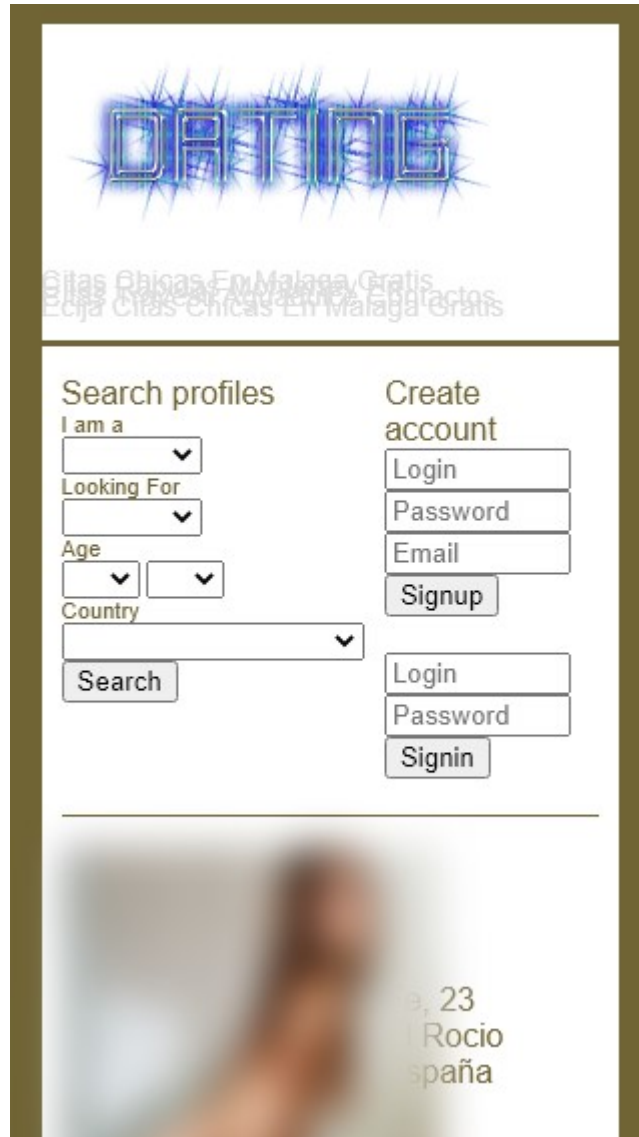 DATING
Citas Chicas En Malaga Gratis
Ecija Citas Chicas En Malaga Gratis
Search profiles
I am a
Looking For
Age
Country
Search
Create
account
Login
Password
Email
Signup
Login
Password
Signin
, 23
Rocio
España